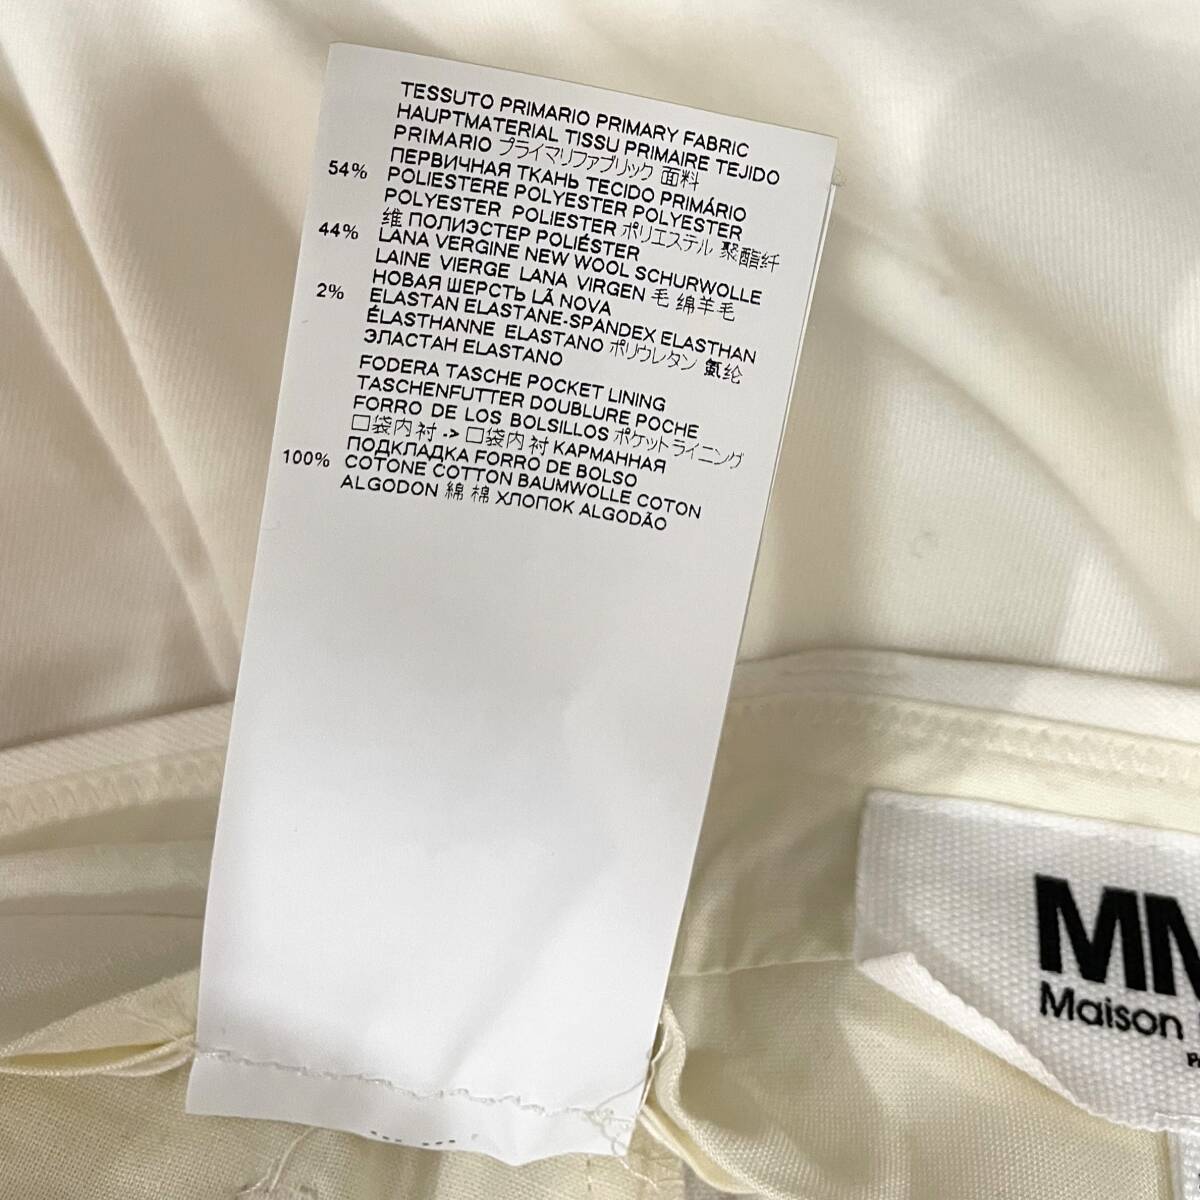 TESSUTO PRIMARIO PRIMARY FABRIC
HAUPTMATERIAL TISSU PRIMAIRE TEJIDO
PRIMARIO プライマリファブリック 面料
ПЕРВИЧНАЯ ТКАНЬ TECIDO PRIMÁRIO
54% POLIESTERE POLYESTER POLYESTER
POLYESTER POLIESTER ポリエステル 聚酯纤
维 ПОЛИЭСТЕР POLIÉSTER
44% LANA VERGINE NEW WOOL SCHURWOLLE
LAINE VIERGE LANA VIRGEN 毛 绵羊毛
НОВАЯ ШЕРСТЬ LÃ NOVA
2% ELASTAN ELASTANE-SPANDEX ELASTHAN
ÉLASTHANNE ELASTANO ポリウレタン 氨纶
ЭЛАСТАН ELASTANO
FODERA TASCHE POCKET LINING
TASCHENFUTTER DOUBLURE POCHE
FORRO DE LOS BOLSILLOS ポケットライニング
口袋内衬 -> 口袋内衬 КАРМАННАЯ
ПОДКЛАДКА FORRO DE BOLSO
100% COTONE COTTON BAUMWOLLE COTON
ALGODON 綿 棉 ХЛОПОК ALGODÃO
MM
Maison